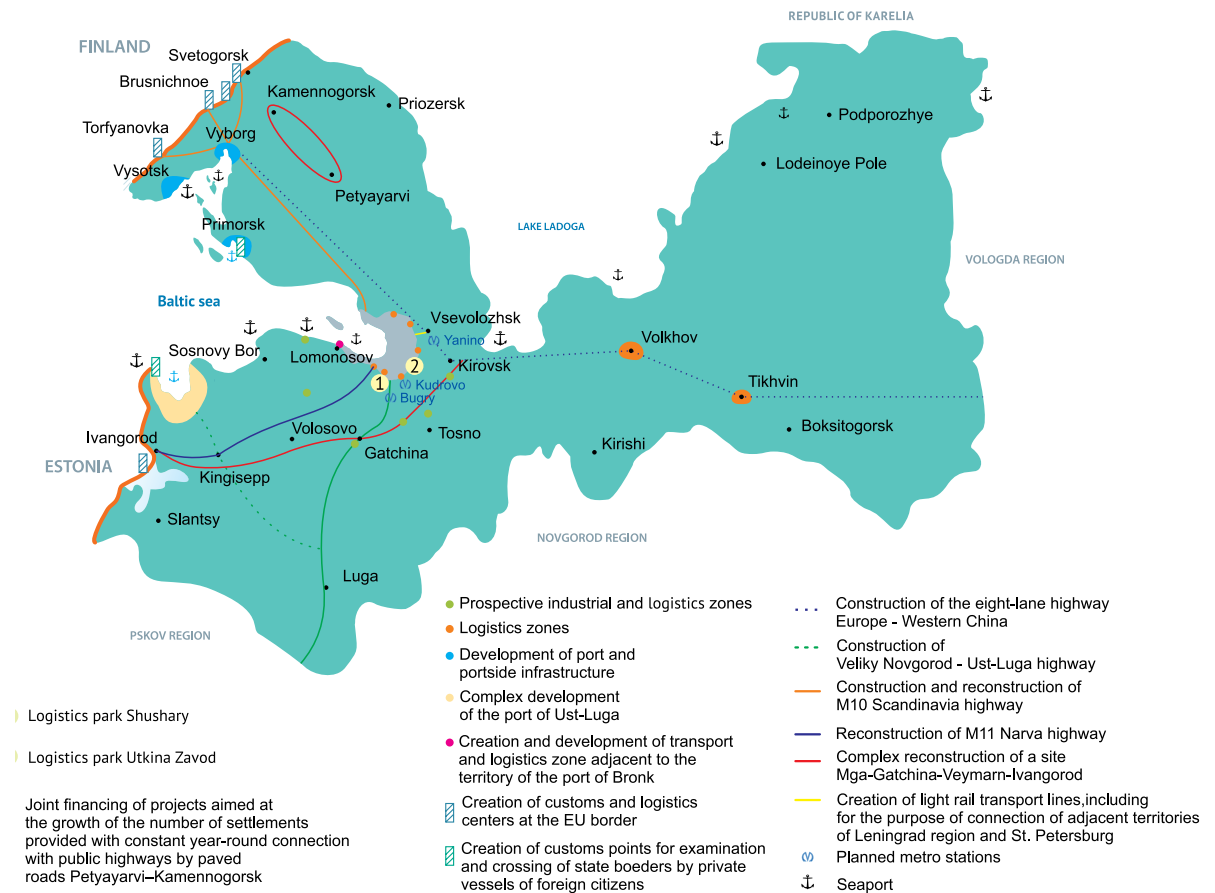 REPUBLIC OF KARELIA
FINLAND
Svetogorsk
Brusnichnoe
Kamennogorsk
Priozersk
Podporozhye
Torfyanovka
Vyborg
Lodeinoye Pole
Vysotsk
Petyayarvi
Primorsk
LAKE LADOGA
VOLOGDA REGION
Baltic sea
Vsevolozhsk
Yanino
Volkhov
Sosnovy Bor
Lomonosov
2
Kirovsk
1
Kudrovo
Bugry
Tikhvin
Volosovo
Tosno
Boksitogorsk
Ivangorod
Gatchina
Kirishi
ESTONIA
Kingisepp
Slantsy
NOVGOROD REGION
Luga
PSKOV REGION
Logistics park Shushary
Logistics park Utkina Zavod
Joint financing of projects aimed at
the growth of the number of settlements
provided with constant year-round connection
with public highways by paved
roads Petyayarvi–Kamennogorsk
Prospective industrial and logistics zones
Logistics zones
Development of port and
portside infrastructure
Complex development
of the port of Ust-Luga
Creation and development of transport
and logistics zone adjacent to the
territory of the port of Bronk
Creation of customs and logistics
centers at the EU border
Creation of customs points for examination
and crossing of state boeders by private
vessels of foreign citizens
Construction of the eight-lane highway
Europe - Western China
Construction of
Veliky Novgorod - Ust-Luga highway
Construction and reconstruction of
M10 Scandinavia highway
Reconstruction of M11 Narva highway
Complex reconstruction of a site
Mga-Gatchina-Veymarn-Ivangorod
Creation of light rail transport lines,including
for the purpose of connection of adjacent territories
of Leningrad region and St. Petersburg
Planned metro stations
Seaport